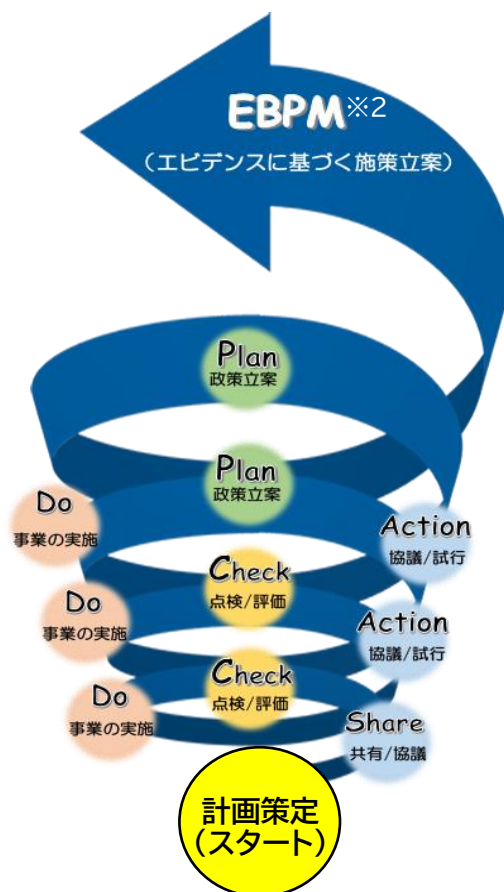 EBPM※2
(エビデンスに基づく施策立案)
Plan
政策立案
Plan
政策立案
Do
事業の実施
Action
協議/試行
Check
点検/評価
Do
事業の実施
Action
協議/試行
Check
点検/評価
Do
事業の実施
Share
共有/協議
計画策定
(スタート)